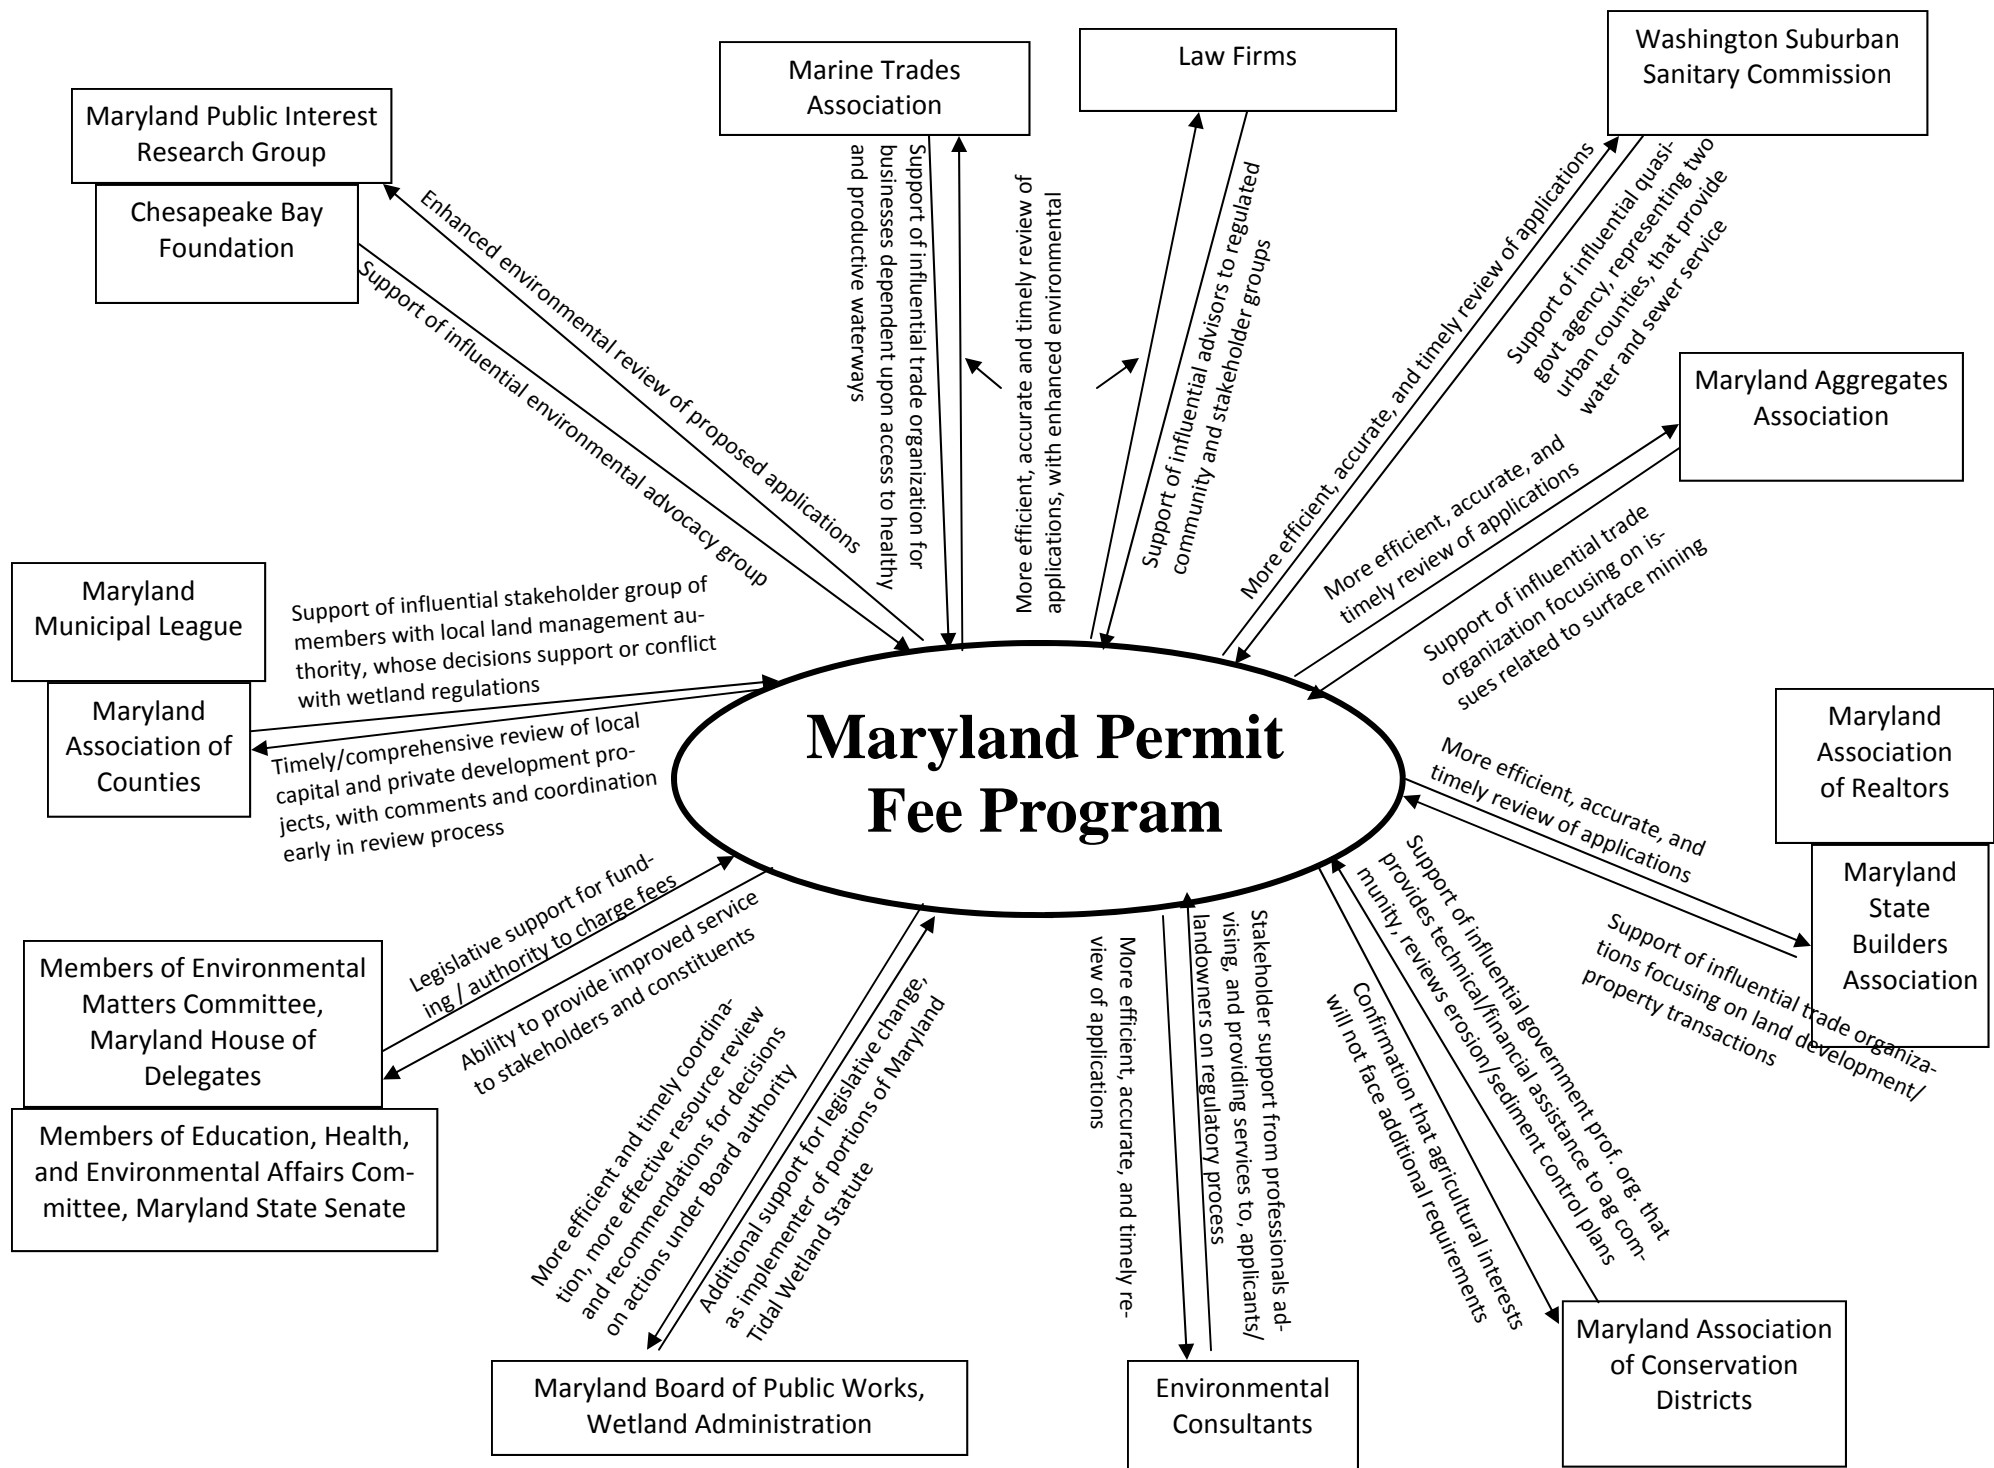 Marine Trades
Association
Law Firms
Washington Suburban
Sanitary Commission
Maryland Public Interest
Research Group
Chesapeake Bay
Foundation
Enhanced environmental review of proposed applications
Support of influential environmental advocacy group
Support of influential trade organization for
businesses dependent upon access to healthy
and productive waterways
More efficient, accurate and timely review of
applications, with enhanced environmental
Support of influential advisors to regulated
community and stakeholder groups
More efficient, accurate, and timely review of applications
Support of influential quasi-
govt agency, representing two
urban counties, that provide
water and sewer service
Maryland Aggregates
Association
More efficient, accurate, and
timely review of applications
Support of influential trade
organization focusing on is-
sues related to surface mining
Maryland
Municipal League
Maryland
Association of
Counties
Support of influential stakeholder group of
members with local land management au-
thority, whose decisions support or conflict
with wetland regulations
Timely/comprehensive review of local
capital and private development pro-
jects, with comments and coordination
early in review process
Maryland Permit
Fee Program
Maryland
Association
of Realtors
Maryland
State
Builders
Association
More efficient, accurate, and
timely review of applications
Support of influential trade organiza-
tions focusing on land development/
property transactions
Members of Environmental
Matters Committee,
Maryland House of
Delegates
Members of Education, Health,
and Environmental Affairs Com-
mittee, Maryland State Senate
Legislative support for fund-
ing / authority to charge fees
Ability to provide improved service
to stakeholders and constituents
More efficient and timely coordina-
tion, more effective resource review
and recommendations for decisions
on actions under Board authority
Additional support for legislative change,
as implementer of portions of Maryland
Tidal Wetland Statute
Maryland Board of Public Works,
Wetland Administration
More efficient, accurate, and timely re-
view of applications
Stakeholder support from professionals ad-
vising, and providing services to, applicants/
landowners on regulatory process
Environmental
Consultants
Support of influential government prof. org. that
provides technical/financial assistance to ag com-
munity, reviews erosion/sediment control plans
Confirmation that agricultural interests
will not face additional requirements
Maryland Association
of Conservation
Districts